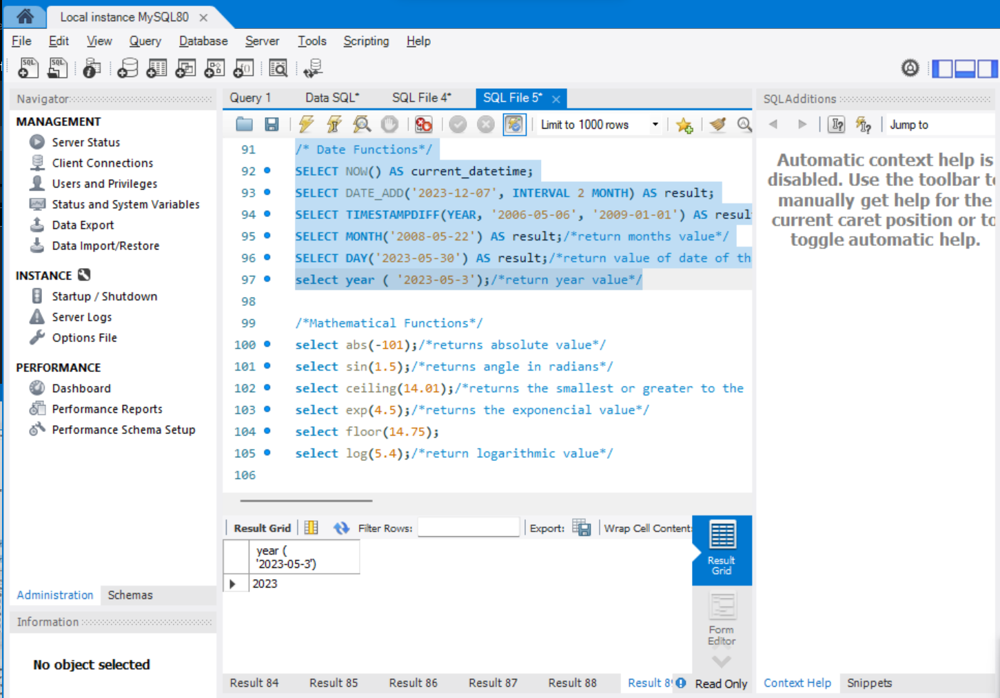 Local instance MySQL80
File Edit View Query Database Server Tools Scripting Help
Navigator
MANAGEMENT
Server Status
Client Connections
Users and Privileges
Status and System Variables
Data Export
Data Import/Restore
INSTANCE
Startup / Shutdown
Server Logs
Options File
PERFORMANCE
Dashboard
Performance Reports
Performance Schema Setup
Administration Schemas
Information
No object selected
Query 1 Data SQL* SQL File 4* SQL File 5*
Limit to 1000 rows
91 /* Date Functions*/
92 SELECT NOW() AS current_datetime;
93 SELECT DATE_ADD('2023-12-07', INTERVAL 2 MONTH) AS result;
94 SELECT TIMESTAMPDIFF(YEAR, '2006-05-06', '2009-01-01') AS resul
95 SELECT MONTH('2008-05-22') AS result;/*return months value*/
96 SELECT DAY('2023-05-30') AS result;/*return value of date of th
97 select year ( '2023-05-3');/*return year value*/
98
99 /*Mathematical Functions*/
100 select abs(-101);/*returns absolute value*/
101 select sin(1.5);/*returns angle in radians*/
102 select ceiling(14.01);/*returns the smallest or greater to the
103 select exp(4.5);/*returns the exponencial value*/
104 select floor(14.75);
105 select log(5.4);/*return logarithmic value*/
106
Result Grid Filter Rows: Export: Wrap Cell Content:
year (
'2023-05-3')
2023
Result
Grid
Form
Editor
Result 84 Result 85 Result 86 Result 87 Result 88 Result 8 Read Only
SQLAdditions
Jump to
Automatic context help is
disabled. Use the toolbar to
manually get help for the
current caret position or to
toggle automatic help.
Context Help Snippets